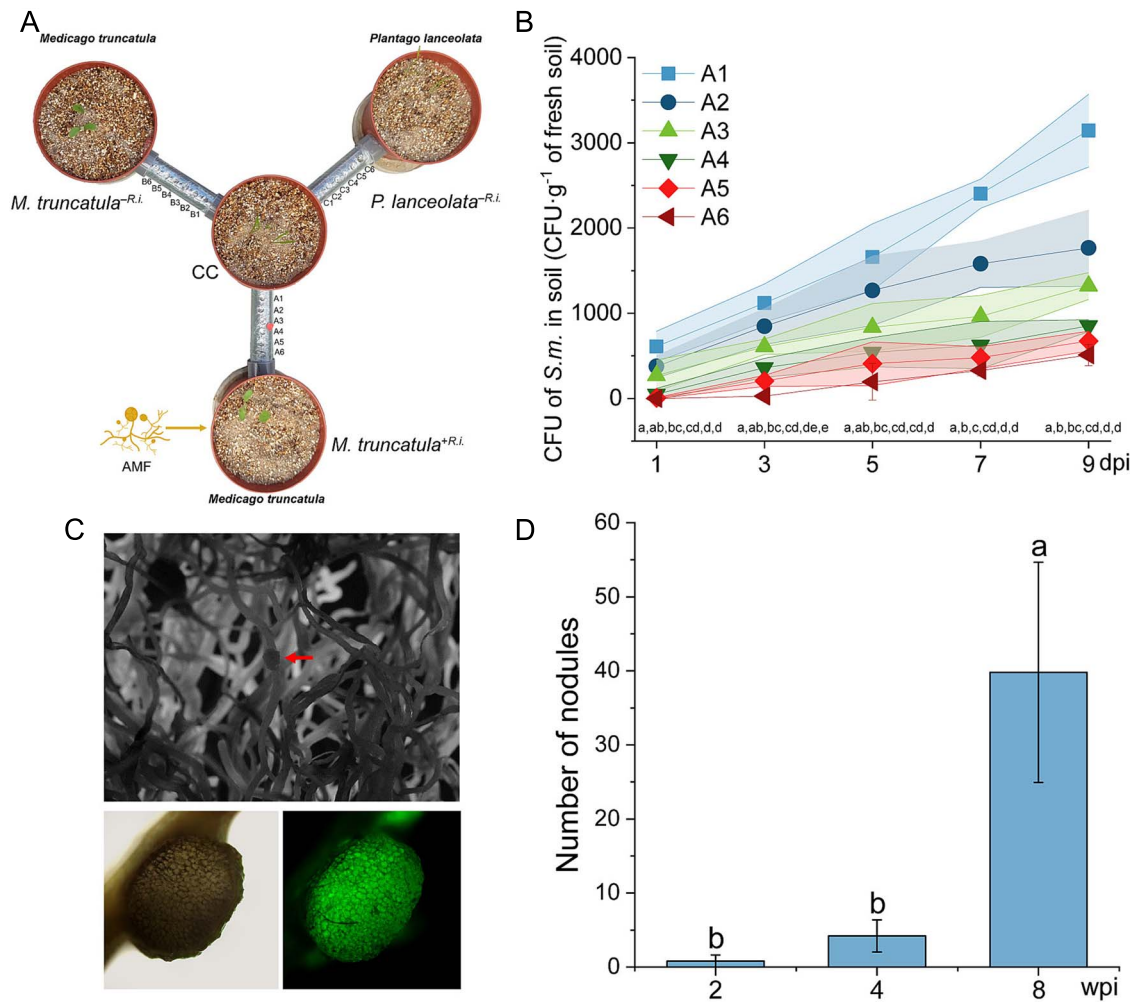 A
Medicago truncatula
Plantago lanceolata
B6
B5
B4
B3
B2
B1
C6
C5
C4
C3
C2
C1
M. truncatula–R.i.
P. lanceolata–R.i.
CC
A1
A2
A3
A4
A5
A6
AMF
M. truncatula+R.i.
Medicago truncatula
B
CFU of S.m. in soil (CFU·g-1 of fresh soil)
4000
3000
2000
1000
0
A1
A2
A3
A4
A5
A6
a,ab,bc,cd,d,d
a,ab,bc,cd,de,e
a,ab,bc,cd,cd,d
a,b,c,cd,d,d
a,b,bc,cd,d,d
1
3
5
7
9 dpi
C
D
Number of nodules
60
50
40
30
20
10
0
b
b
a
2
4
8
wpi